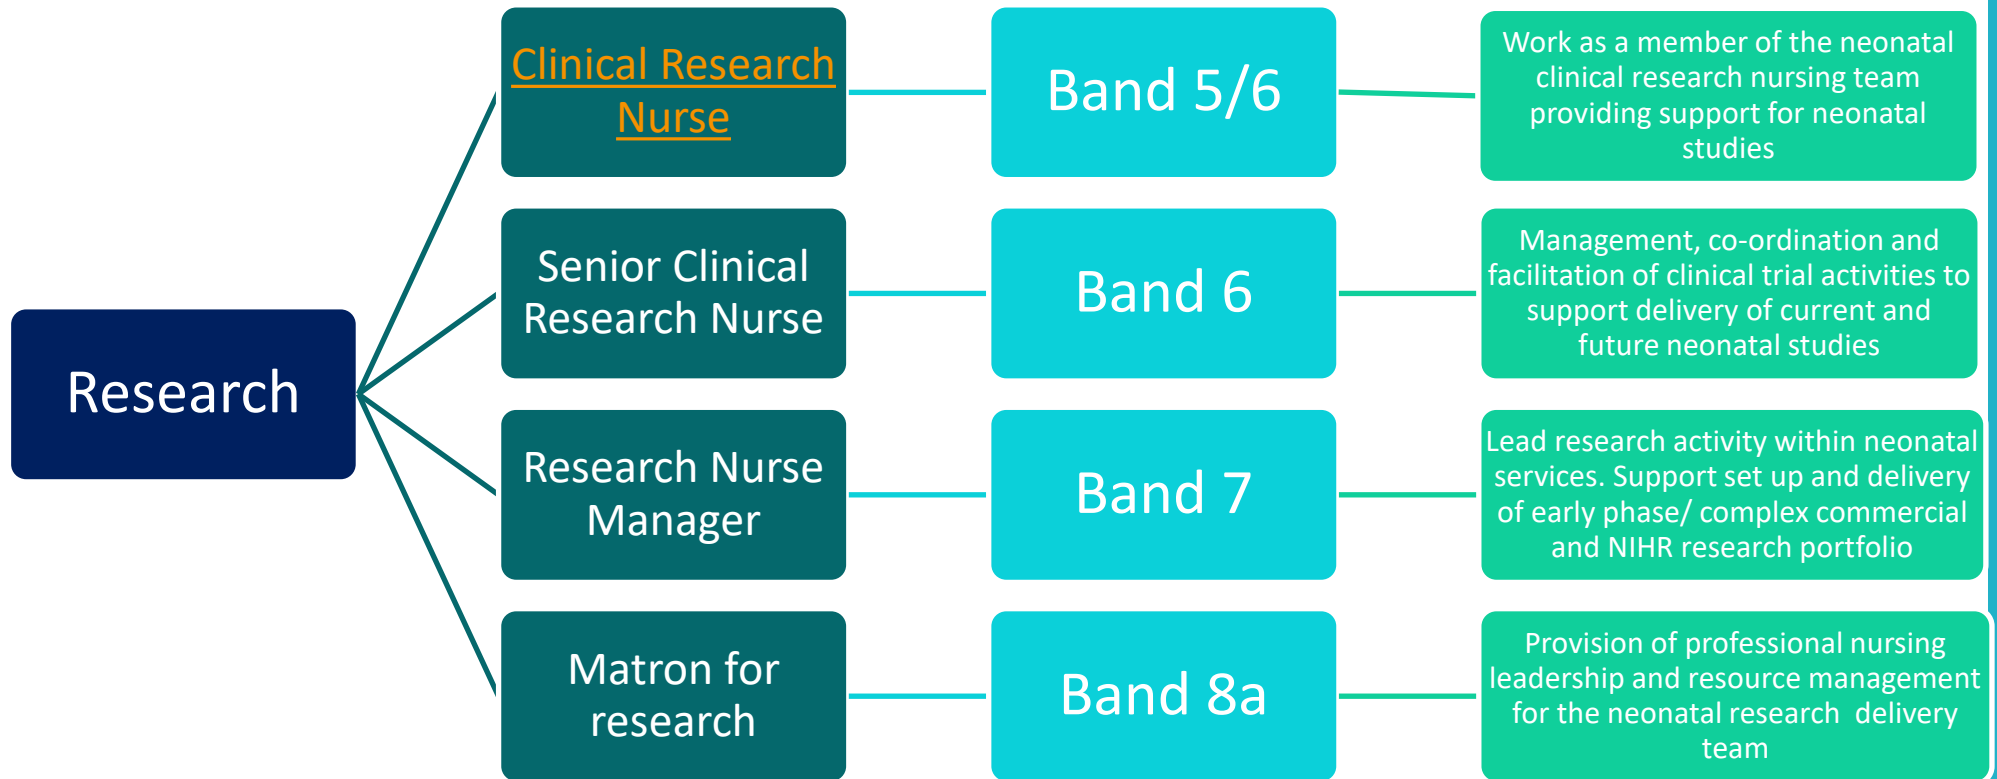 Research
Clinical Research
Nurse
Band 5/6
Work as a member of the neonatal
clinical research nursing team
providing support for neonatal
studies
Senior Clinical
Research Nurse
Band 6
Management, co-ordination and
facilitation of clinical trial activities to
support delivery of current and
future neonatal studies
Research Nurse
Manager
Band 7
Lead research activity within neonatal
services. Support set up and delivery
of early phase/ complex commercial
and NIHR research portfolio
Matron for
research
Band 8a
Provision of professional nursing
leadership and resource management
for the neonatal research  delivery
team